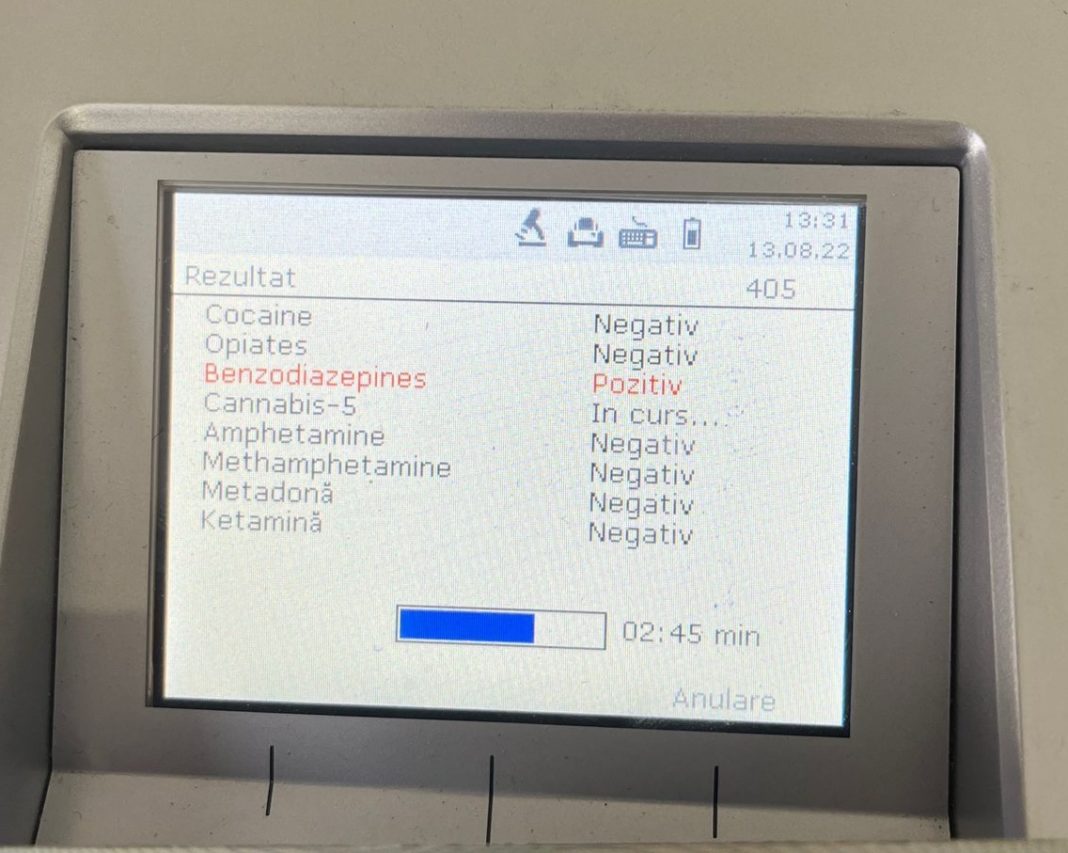 13:31
13.08.22
Rezultat 405
Cocaine Negativ
Opiates Negativ
Benzodiazepines Pozitiv
Cannabis-5 In curs....
Amphetamine Negativ
Methamphetamine Negativ
Metadonă Negativ
Ketamină Negativ
02:45 min
Anulare